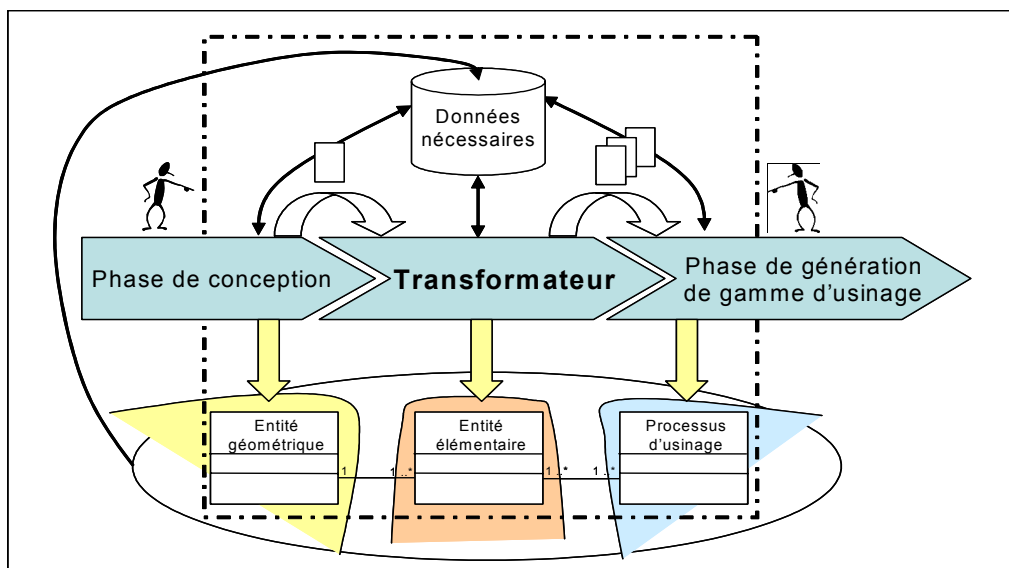 Données
nécessaires
Phase de conception
Transformateur
Phase de génération
de gamme d'usinage
Entité
géométrique
Entité
élémentaire
Processus
d'usinage
1
1 ..*
1 ..*
1 ..*